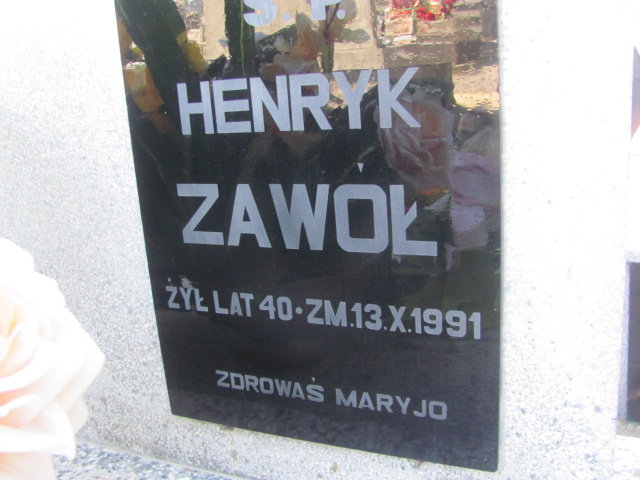 Ś.P.
HENRYK
ZAWÓŁ
ŻYŁ LAT 40 • ZM.13.X.1991
ZDROWAŚ MARYJO